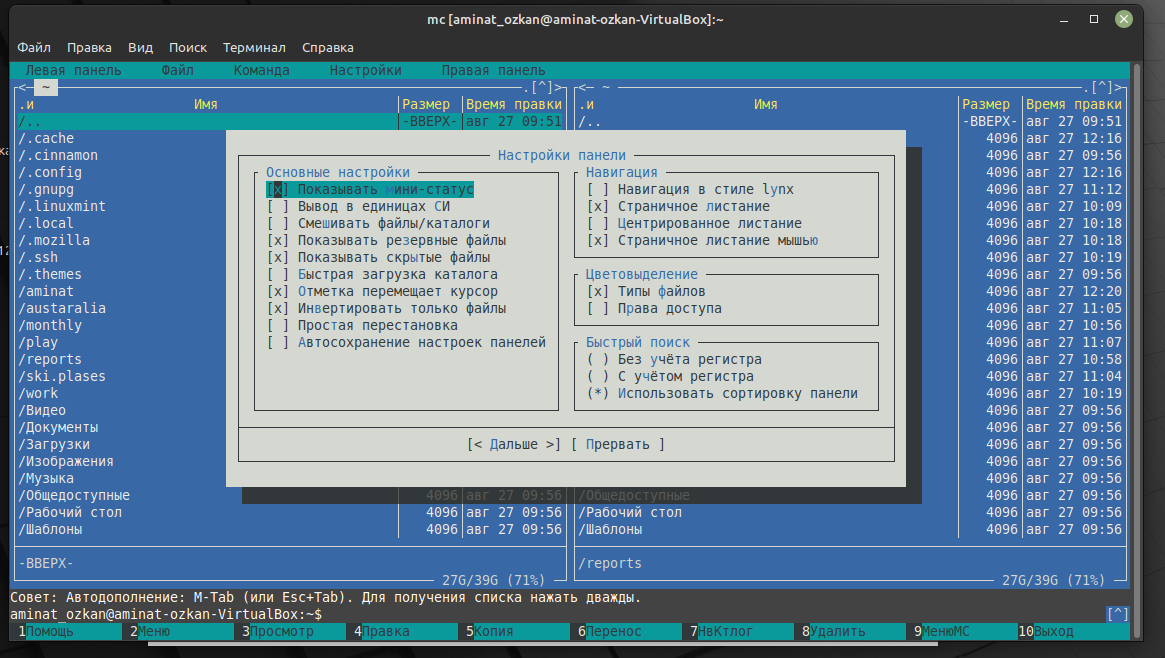 mc [aminat_ozkan@aminat-ozkan-VirtualBox]:~
Файл Правка Вид Поиск Терминал Справка
Левая панель Файл Команда Настройки Правая панель
<─ ~ .[^]> <─ ~ .[^]>
.и Имя Размер Время правки .и Имя Размер Время правки
/.. -ВВЕРХ- авг 27 09:51 /.. -ВВЕРХ- авг 27 09:51
/.cache 4096 авг 27 12:16
/.cinnamon Настройки панели 4096 авг 27 09:56
/.config Основные настройки Навигация 4096 авг 27 12:16
/.gnupg [x] Показывать мини-статус [ ] Навигация в стиле lynx 4096 авг 27 11:12
/.linuxmint [ ] Вывод в единицах СИ [x] Страничное листание 4096 авг 27 10:09
/.local [ ] Смешивать файлы/каталоги [ ] Центрированное листание 4096 авг 27 10:18
/.mozilla [x] Показывать резервные файлы [x] Страничное листание мышью 4096 авг 27 10:18
/.ssh [x] Показывать скрытые файлы 4096 авг 27 10:19
/.themes [ ] Быстрая загрузка каталога Цветовыделение 4096 авг 27 09:56
/aminat [x] Отметка перемещает курсор [x] Типы файлов 4096 авг 27 12:20
/austaralia [x] Инвертировать только файлы [ ] Права доступа 4096 авг 27 11:05
/monthly [ ] Простая перестановка 4096 авг 27 10:56
/play [ ] Автосохранение настроек панелей Быстрый поиск 4096 авг 27 11:07
/reports ( ) Без учёта регистра 4096 авг 27 10:58
/ski.plases ( ) С учётом регистра 4096 авг 27 11:04
/work (*) Использовать сортировку панели 4096 авг 27 10:19
/Видео 4096 авг 27 09:56
/Документы 4096 авг 27 09:56
/Загрузки [< Дальше >] [ Прервать ] 4096 авг 27 09:56
/Изображения 4096 авг 27 09:56
/Музыка 4096 авг 27 09:56
/Общедоступные 4096 авг 27 09:56 /Общедоступные 4096 авг 27 09:56
/Рабочий стол 4096 авг 27 09:56 /Рабочий стол 4096 авг 27 09:56
/Шаблоны 4096 авг 27 09:56 /Шаблоны 4096 авг 27 09:56
-ВВЕРХ- /reports
27G/39G (71%) 27G/39G (71%)
Совет: Автодополнение: M-Tab (или Esc+Tab). Для получения списка нажать дважды.
aminat_ozkan@aminat-ozkan-VirtualBox:~$ [^]
1Помощь 2Меню 3Просмотр 4Правка 5Копия 6Перенос 7НвКтлог 8Удалить 9МенюMC 10Выход